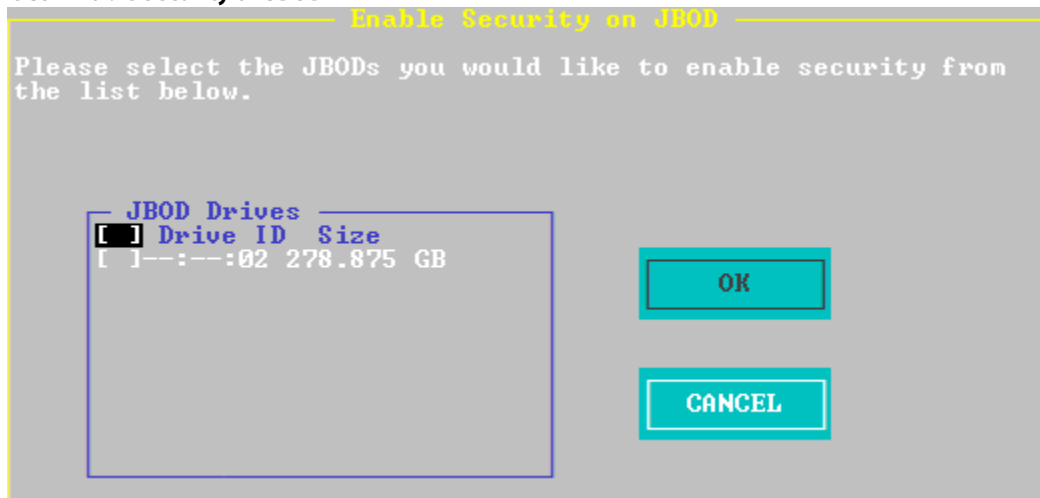 Enable Security on JBOD
Please select the JBODs you would like to enable security from
the list below.
JBOD Drives
[ ] Drive ID Size
[ ]--:--:02 278.875 GB
OK
CANCEL